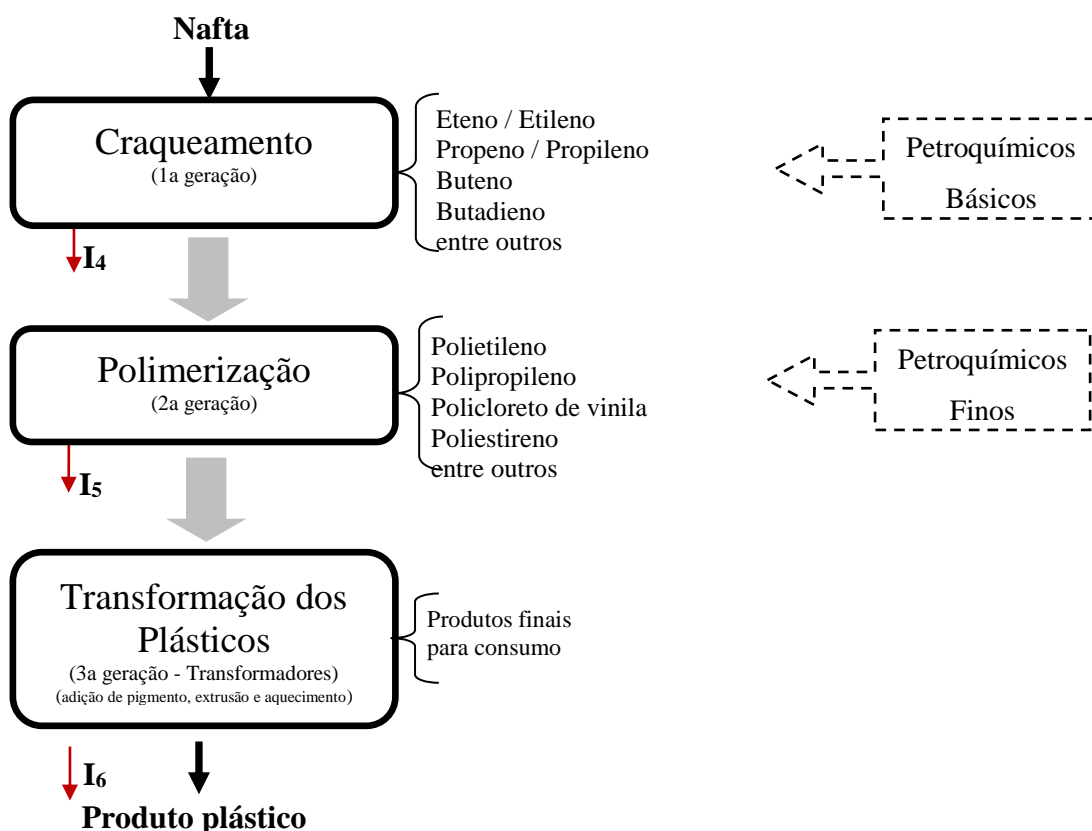 Nafta
Craqueamento
(1a geração)
Eteno / Etileno
Propeno / Propileno
Buteno
Butadieno
entre outros
Petroquímicos
Básicos
I4
Polimerização
(2a geração)
Polietileno
Polipropileno
Policloreto de vinila
Poliestireno
entre outros
Petroquímicos
Finos
I5
Transformação dos
Plásticos
(3a geração - Transformadores)
(adição de pigmento, extrusão e aquecimento)
Produtos finais
para consumo
I6
Produto plástico